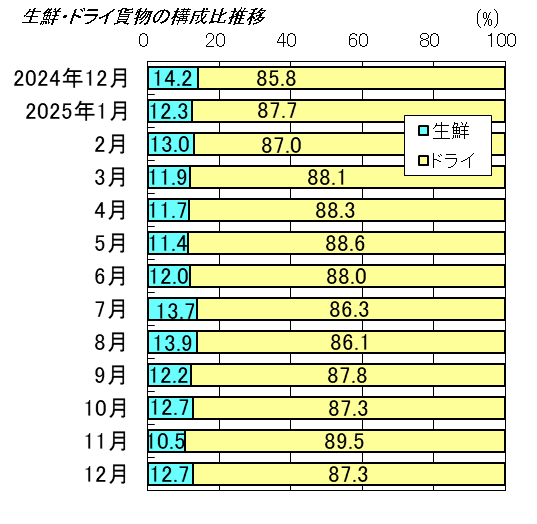 生鮮・ドライ貨物の構成比推移
(%)
0 20 40 60 80 100
2024年12月 14.2 85.8
2025年1月 12.3 87.7
2月 13.0 87.0
3月 11.9 88.1
4月 11.7 88.3
5月 11.4 88.6
6月 12.0 88.0
7月 13.7 86.3
8月 13.9 86.1
9月 12.2 87.8
10月 12.7 87.3
11月 10.5 89.5
12月 12.7 87.3
生鮮
ドライ